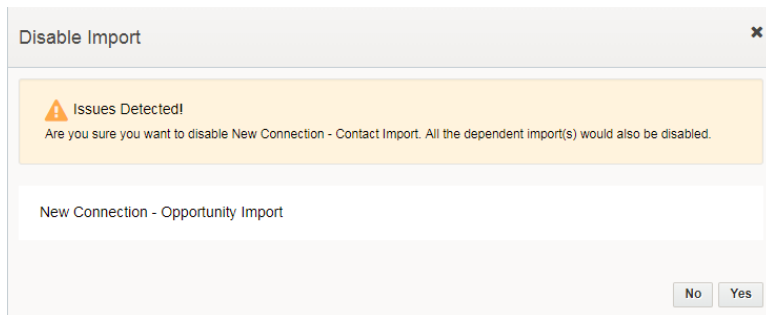 Disable Import
Issues Detected!
Are you sure you want to disable New Connection - Contact Import. All the dependent import(s) would also be disabled.
New Connection - Opportunity Import
No Yes